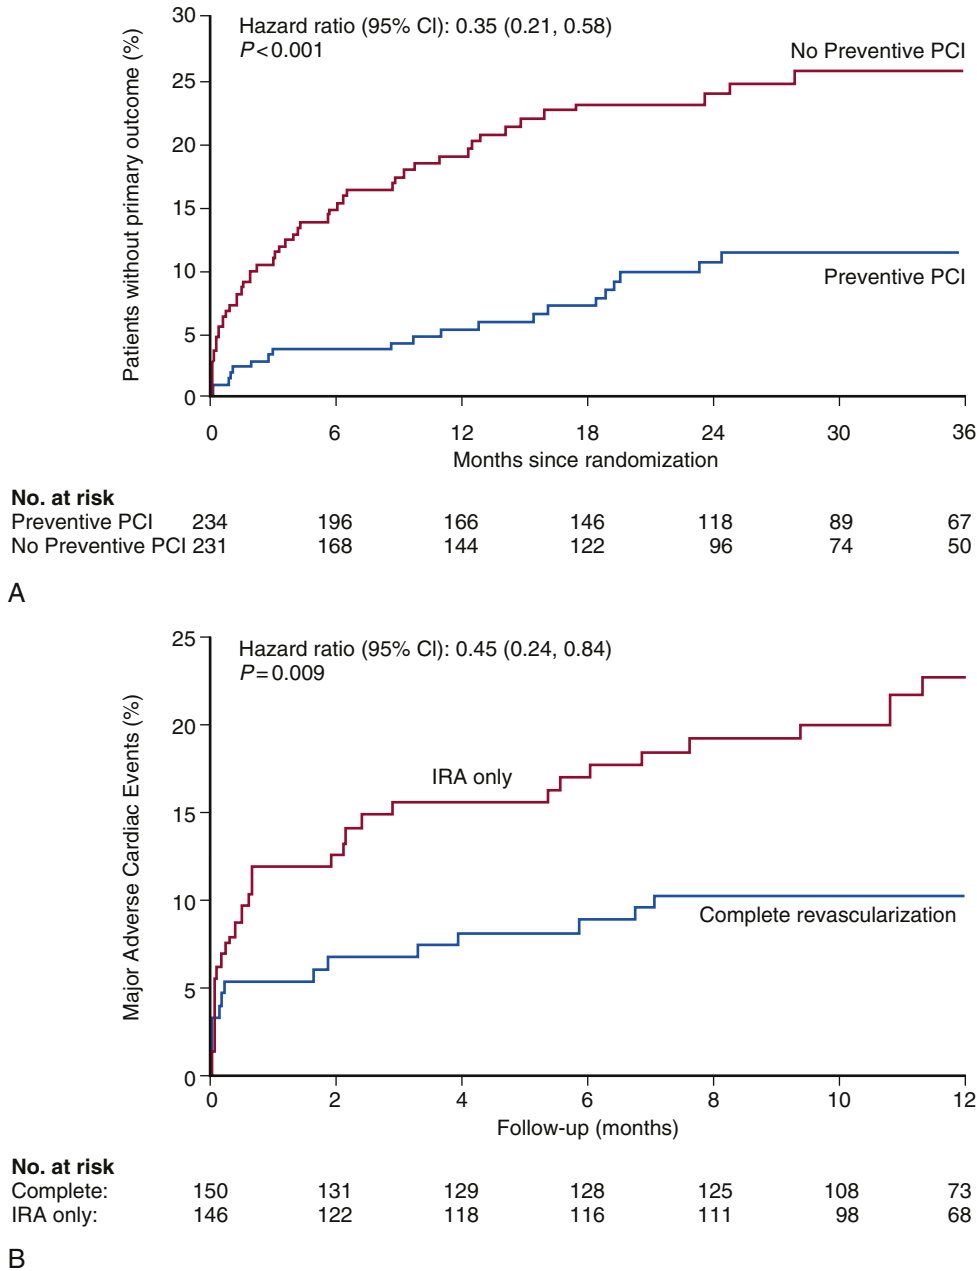 Hazard ratio (95% CI): 0.35 (0.21, 0.58)
P<0.001
No Preventive PCI
Preventive PCI
Patients without primary outcome (%)
30
25
20
15
10
5
0
0 6 12 18 24 30 36
Months since randomization
No. at risk
Preventive PCI 234 196 166 146 118 89 67
No Preventive PCI 231 168 144 122 96 74 50
A
Hazard ratio (95% CI): 0.45 (0.24, 0.84)
P=0.009
IRA only
Complete revascularization
Major Adverse Cardiac Events (%)
25
20
15
10
5
0
0 2 4 6 8 10 12
Follow-up (months)
No. at risk
Complete: 150 131 129 128 125 108 73
IRA only: 146 122 118 116 111 98 68
B